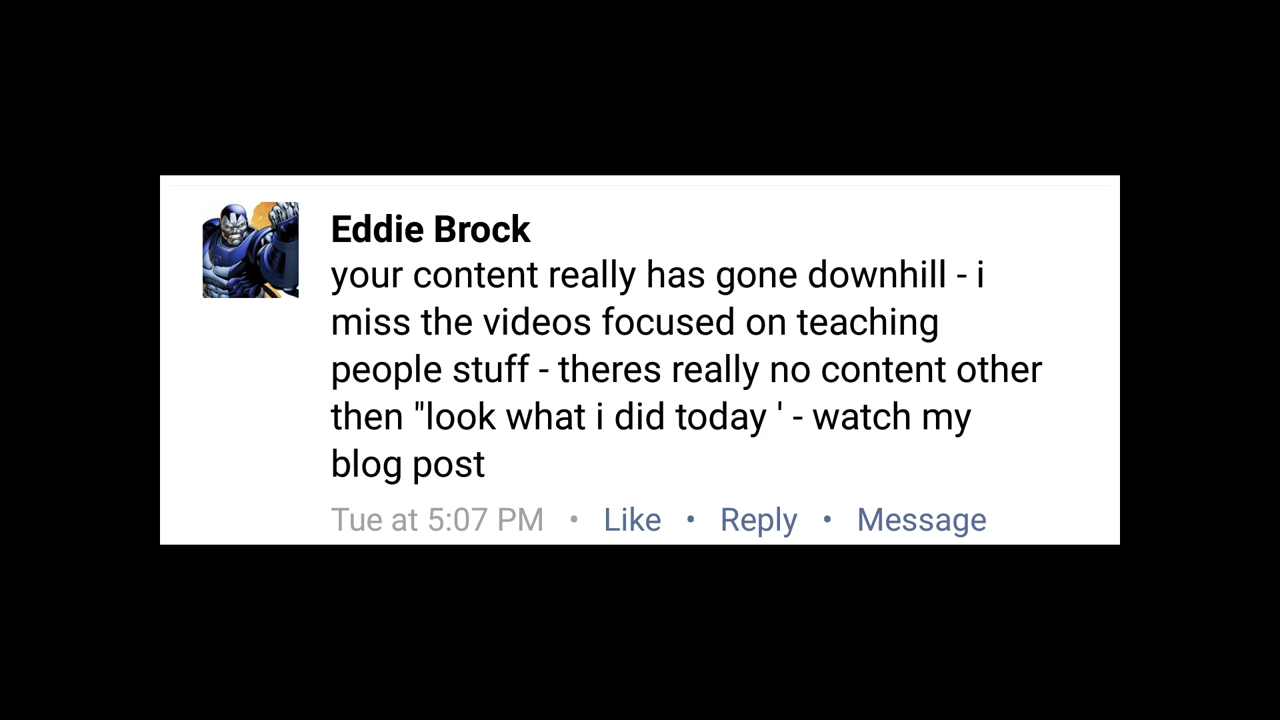 Eddie Brock
your content really has gone downhill - i
miss the videos focused on teaching
people stuff - theres really no content other
then "look what i did today ' - watch my
blog post
Tue at 5:07 PM • Like • Reply • Message